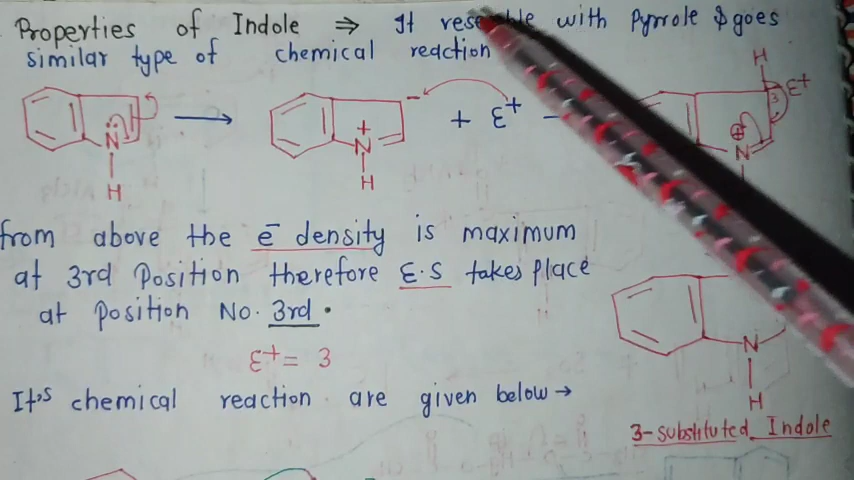 Properties of Indole ⇒ It with Pyrrole $ goes
similar type of chemical reaction
N H
+ N H
-
+ ε+
H
3 ε+
⊕ N
from above the e- density is maximum
at 3rd Position therefore E.S takes place
at position No. 3rd.
ε+ = 3
N H
It's chemical reaction are given below →
3-substituted Indole